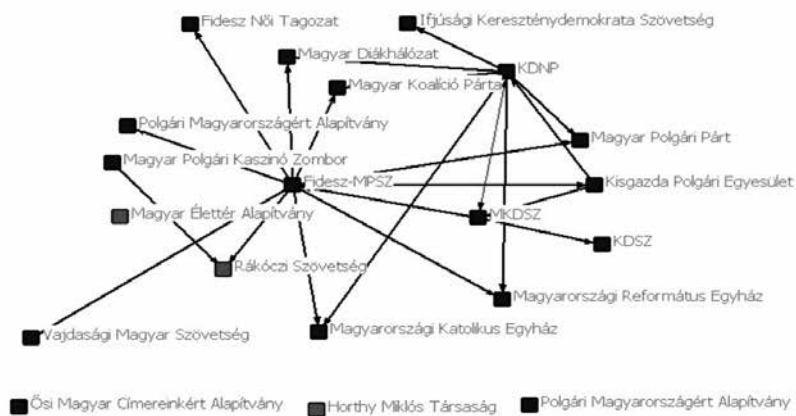 Fidesz Női Tagozat
Ifjúsági Kereszténydemokrata Szövetség
Magyar Diákhálózat
KDNP
Magyar Koalíció Párta
Polgári Magyarországért Alapítvány
Magyar Polgári Párt
Magyar Polgári Kaszinó Zombor
Fidesz-MPSZ
Kisgazda Polgári Egyesület
Magyar Élettér Alapítvány
MKDSZ
KDSZ
Rákóczi Szövetség
Magyarországi Református Egyház
Vajdasági Magyar Szövetség
Magyarországi Katolikus Egyház
Ősi Magyar Címereinkért Alapítvány
Horthy Miklós Társaság
Polgári Magyarországért Alapítvány